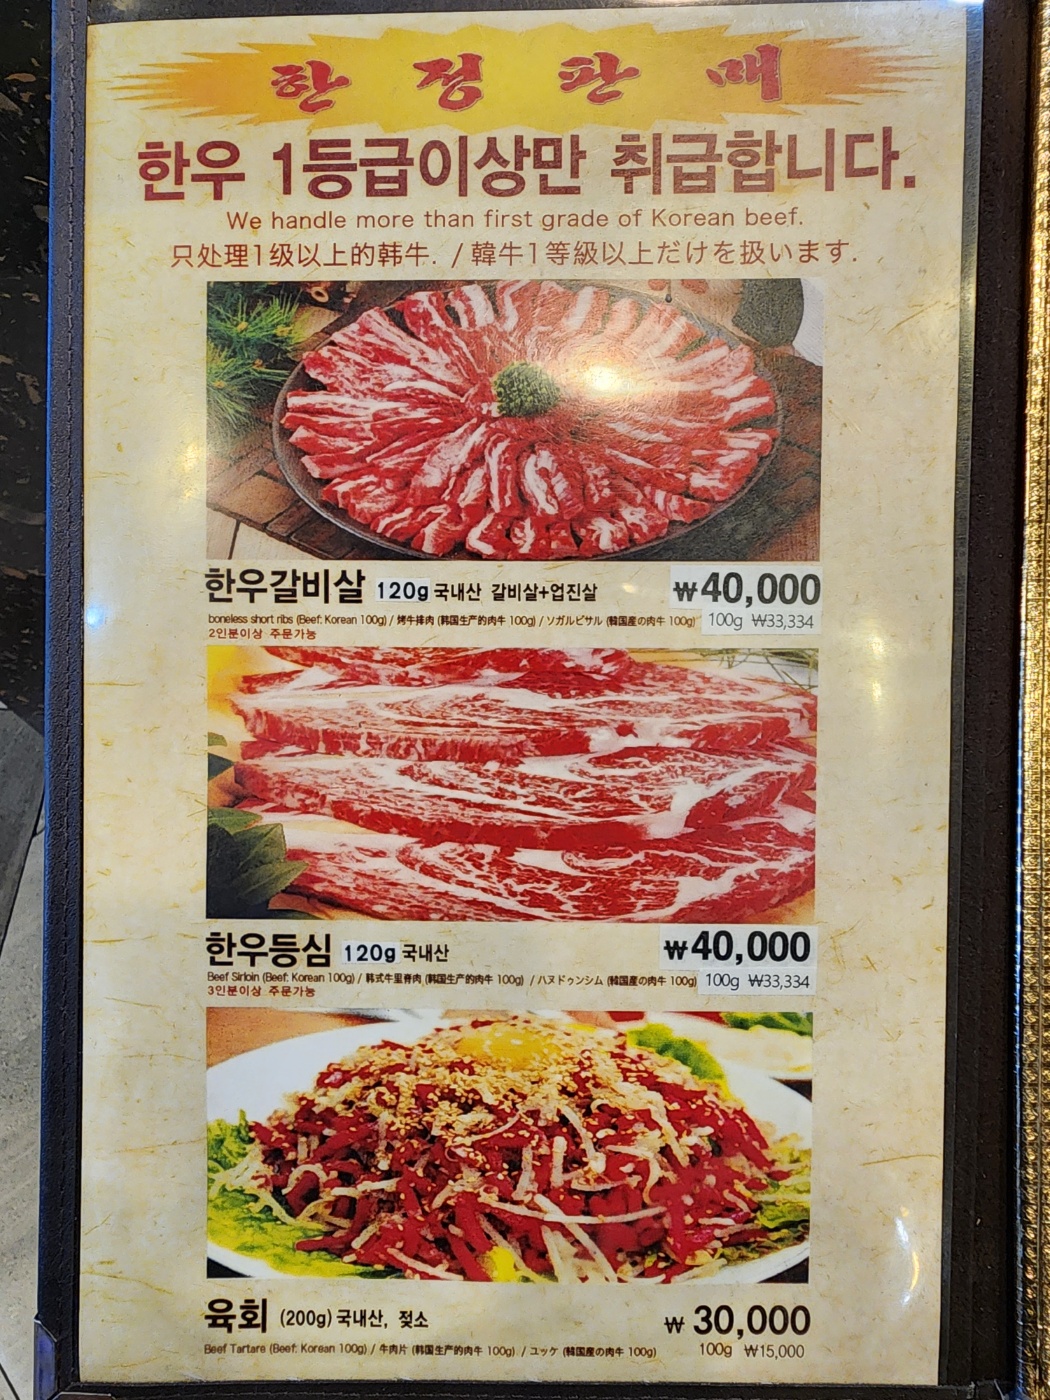 한정판매
한우 1등급이상만 취급합니다.
We handle more than first grade of Korean beef.
只处理1级以上的韩牛. / 韓牛1等級以上だけを扱います.
한우갈비살 120g 국내산 갈비살+업진살 ₩40,000
boneless short ribs (Beef: Korean 100g) / 烤牛排肉 (韩国生产的肉牛 100g) / ソガルビサル (韓国産の肉牛 100g) 100g ₩33,334
2인분이상 주문가능
한우등심 120g 국내산 ₩40,000
Beef Sirloin (Beef: Korean 100g) / 韩式牛里脊肉 (韩国生产的肉牛 100g) / ハヌドゥンシム (韓国産の肉牛 100g) 100g ₩33,334
3인분이상 주문가능
육회 (200g) 국내산, 젖소 ₩ 30,000
Beef Tartare (Beef: Korean 100g) / 牛肉片 (韩国生产的肉牛 100g) / ユッケ (韓国産の肉牛 100g) 100g ₩15,000